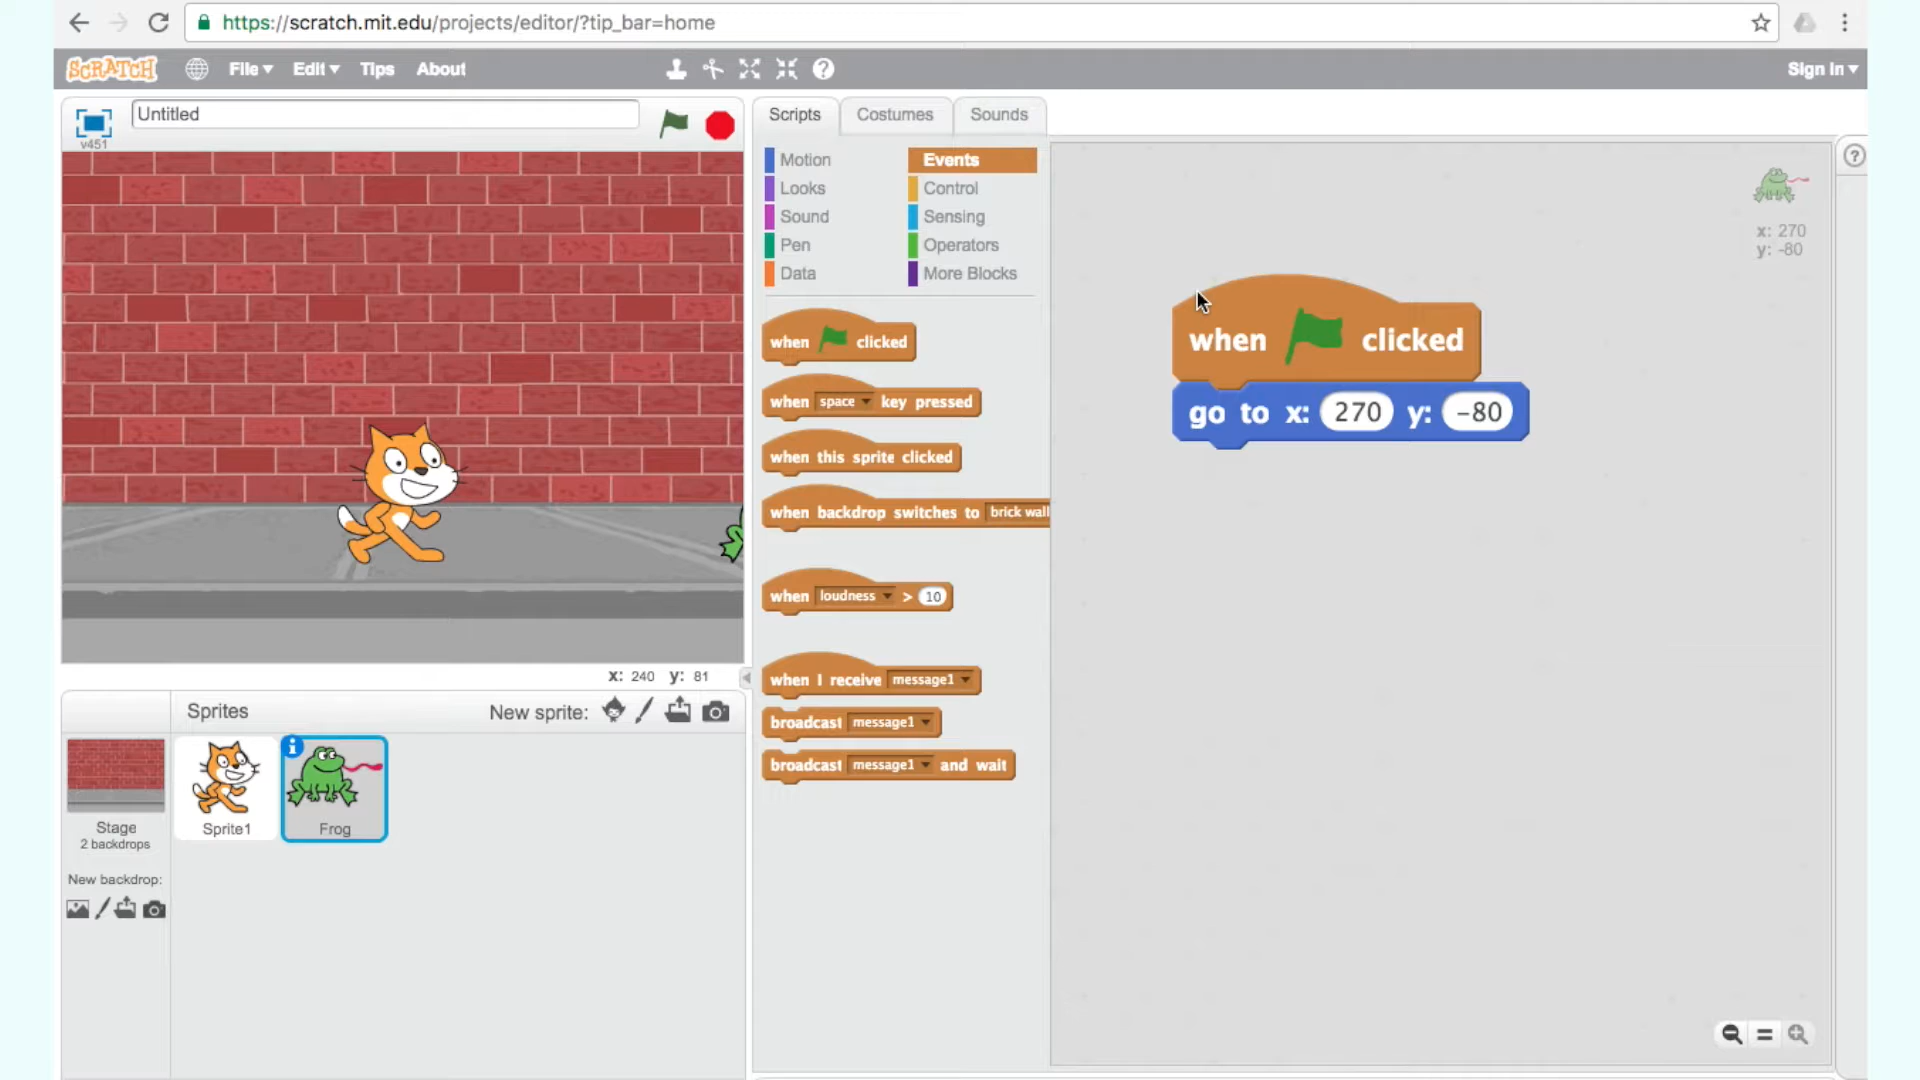 https://scratch.mit.edu/projects/editor/?tip_bar=home
SCRATCH File Edit Tips About Sign in
Untitled
v451
Scripts Costumes Sounds
Motion Events
Looks Control
Sound Sensing
Pen Operators
Data More Blocks
when clicked
when space key pressed
when this sprite clicked
when backdrop switches to brick wall
when loudness > 10
when I receive message1
broadcast message1
broadcast message1 and wait
x: 270
y: -80
when clicked
go to x: 270 y: -80
x: 240 y: 81
Sprites New sprite:
Stage
2 backdrops
New backdrop:
Sprite1
Frog